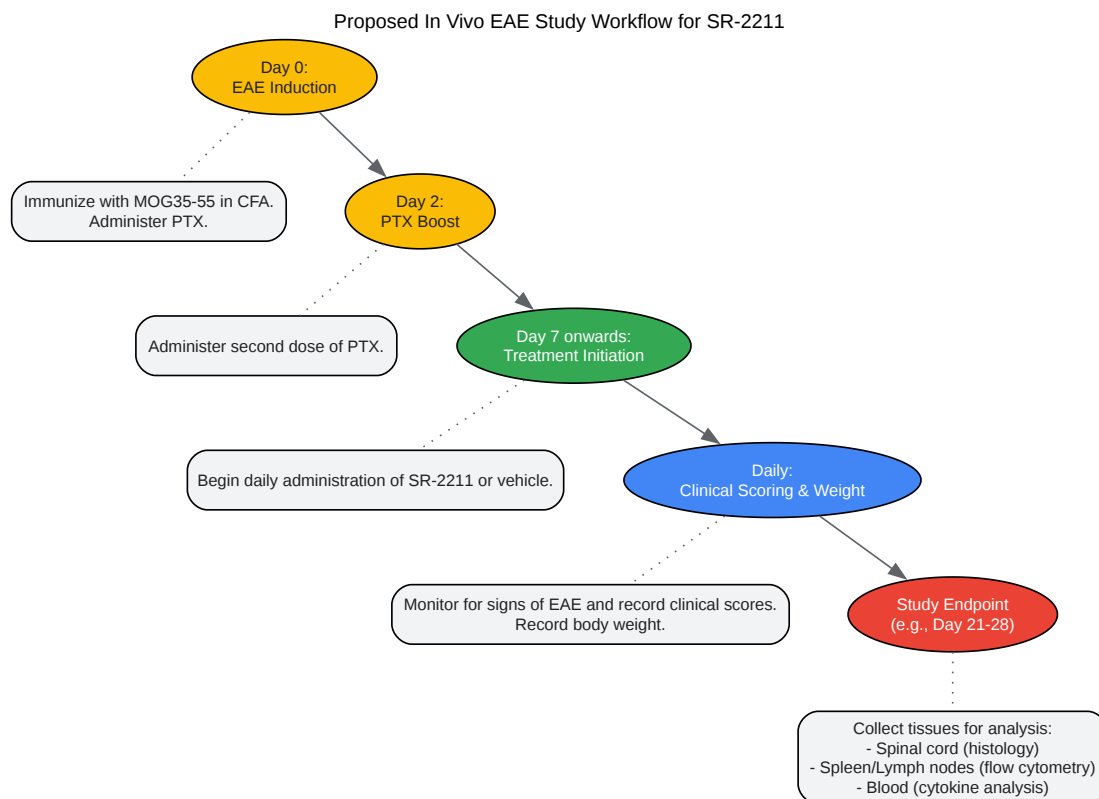 Proposed In Vivo EAE Study Workflow for SR-2211
Day 0:
EAE Induction
Immunize with MOG35-55 in CFA.
Administer PTX.
Day 2:
PTX Boost
Administer second dose of PTX.
Day 7 onwards:
Treatment Initiation
Begin daily administration of SR-2211 or vehicle.
Daily:
Clinical Scoring & Weight
Monitor for signs of EAE and record clinical scores.
Record body weight.
Study Endpoint
(e.g., Day 21-28)
Collect tissues for analysis:
- Spinal cord (histology)
- Spleen/Lymph nodes (flow cytometry)
- Blood (cytokine analysis)